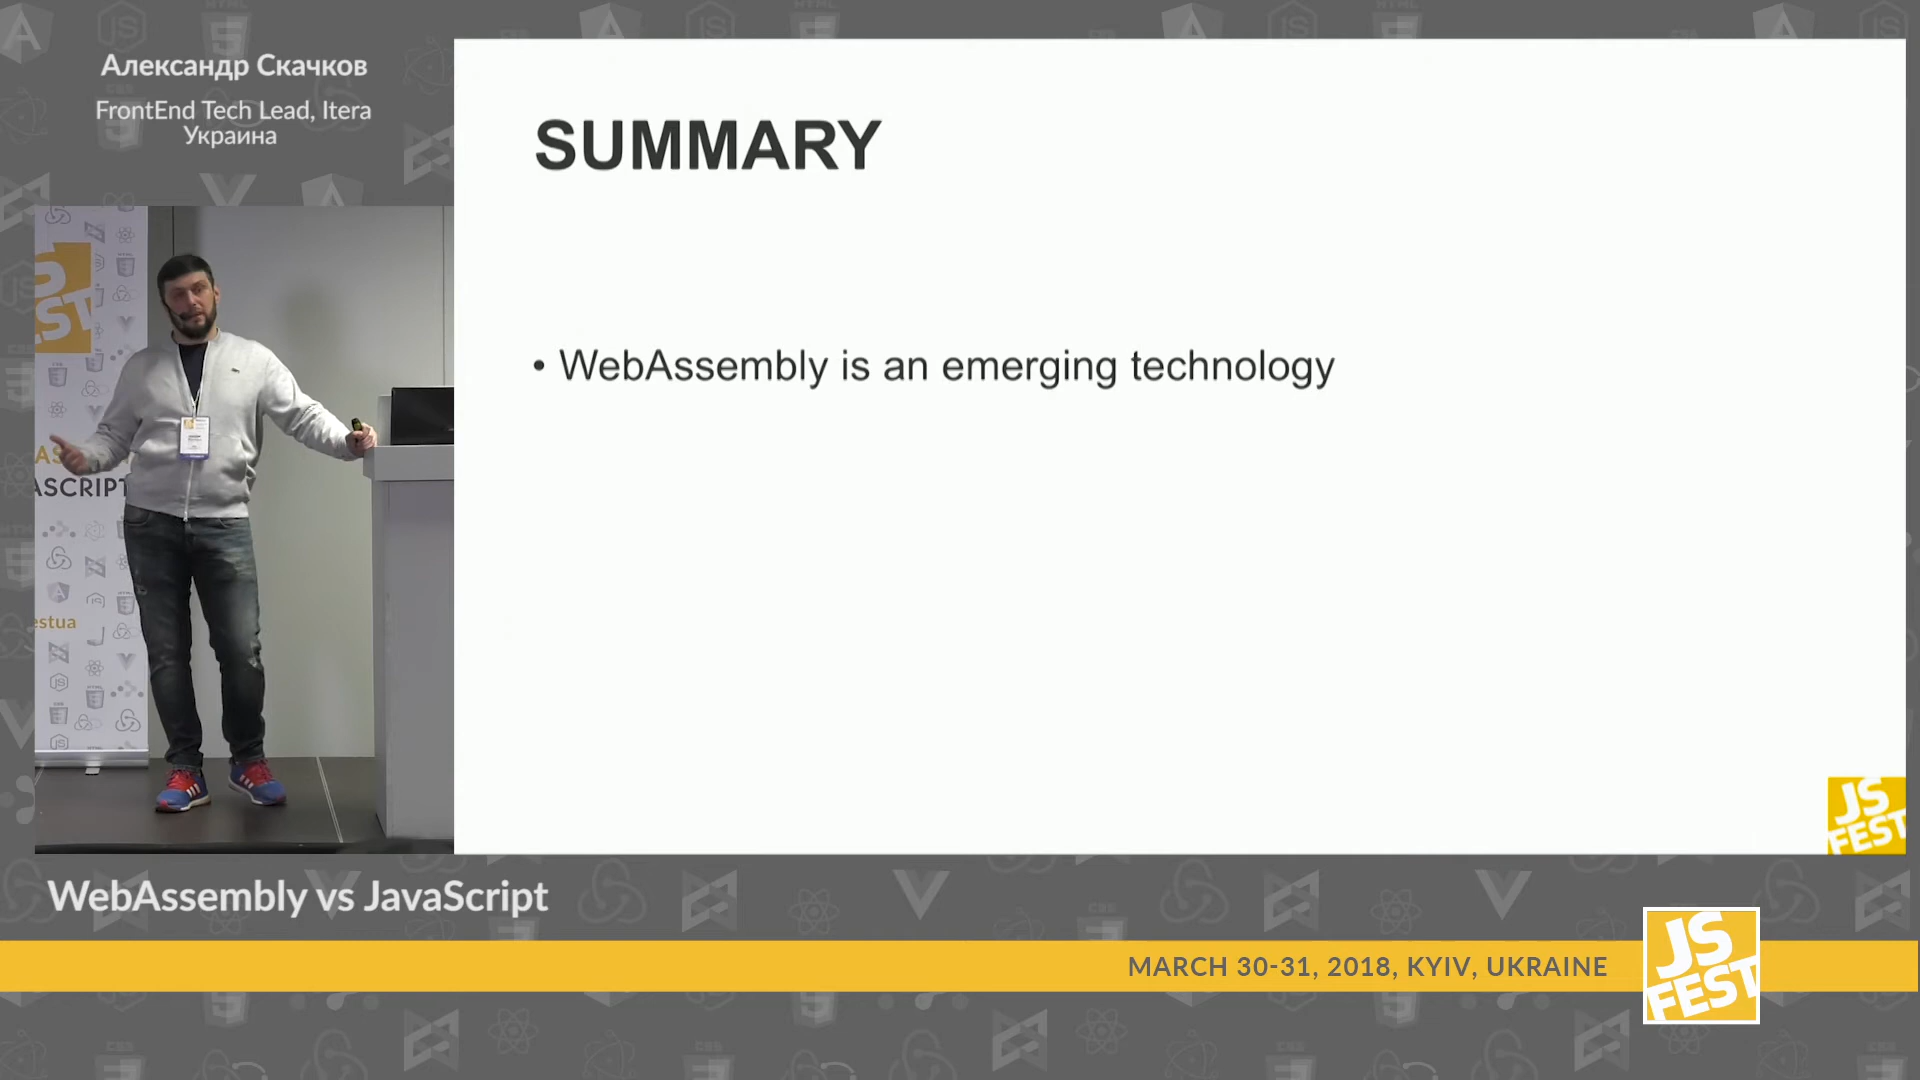 Александр Скачков
FrontEnd Tech Lead, Itera
Украина
SUMMARY
• WebAssembly is an emerging technology
JS
FEST
WebAssembly vs JavaScript
MARCH 30-31, 2018, KYIV, UKRAINE
JS
FEST